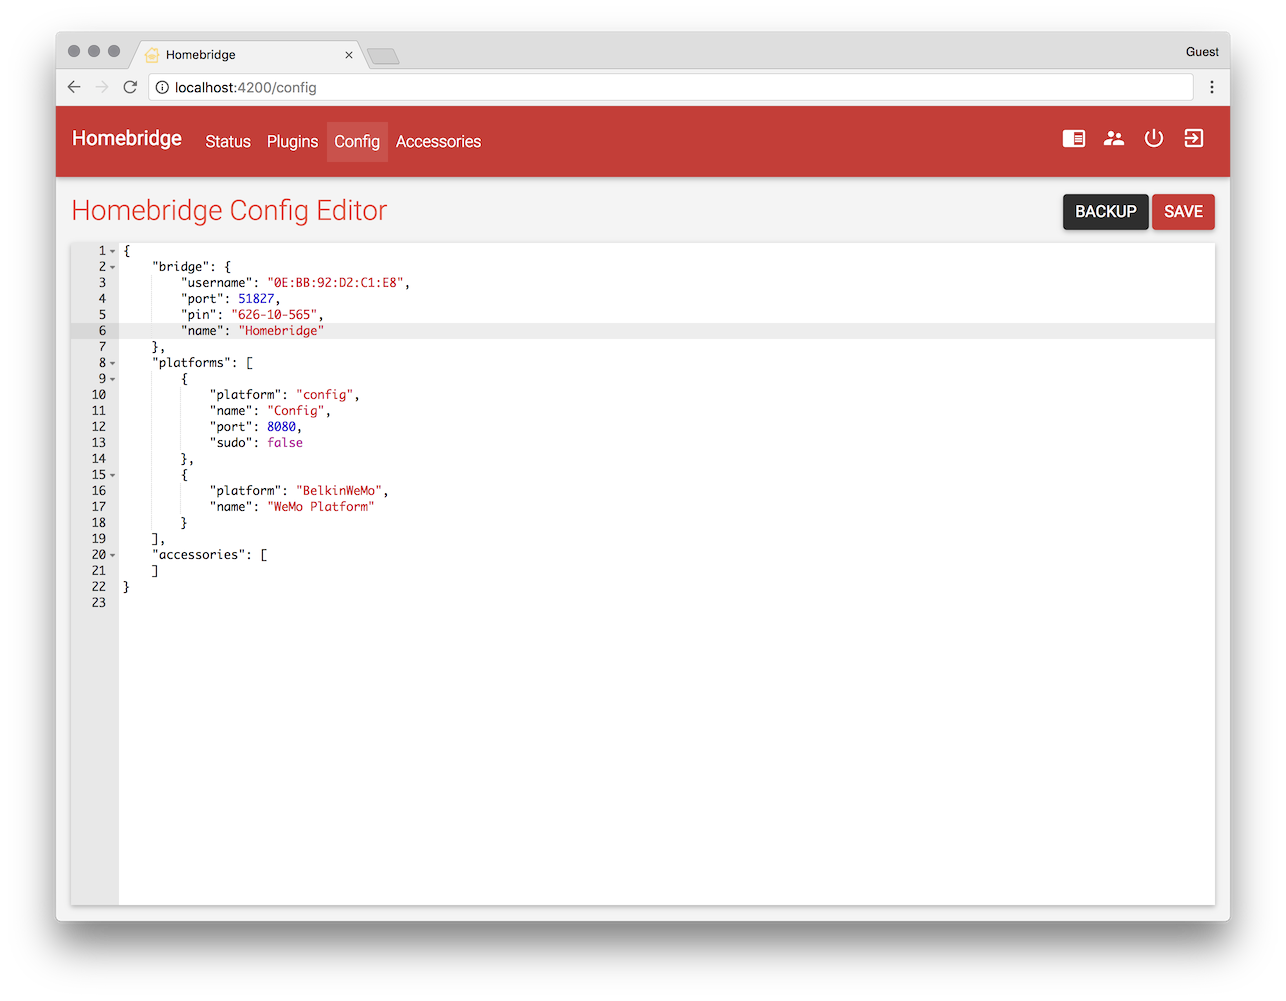 Homebridge
Guest
localhost:4200/config
Homebridge Status Plugins Config Accessories
Homebridge Config Editor
BACKUP SAVE
1 {
2 "bridge": {
3 "username": "0E:BB:92:D2:C1:E8",
4 "port": 51827,
5 "pin": "626-10-565",
6 "name": "Homebridge"
7 },
8 "platforms": [
9 {
10 "platform": "config",
11 "name": "Config",
12 "port": 8080,
13 "sudo": false
14 },
15 {
16 "platform": "BelkinWeMo",
17 "name": "WeMo Platform"
18 }
19 ],
20 "accessories": [
21 ]
22 }
23